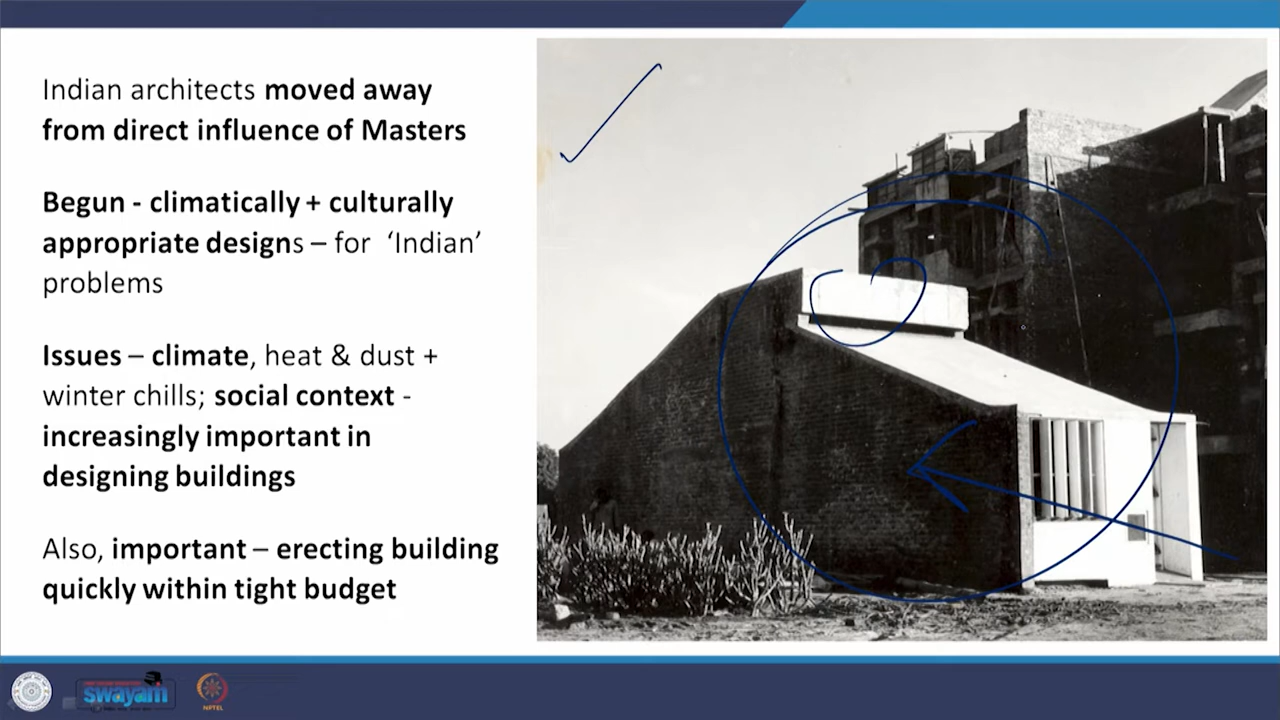 Indian architects moved away
from direct influence of Masters
Begun - climatically + culturally
appropriate designs – for ‘Indian’
problems
Issues – climate, heat & dust +
winter chills; social context -
increasingly important in
designing buildings
Also, important – erecting building
quickly within tight budget
swayam
NPTEL